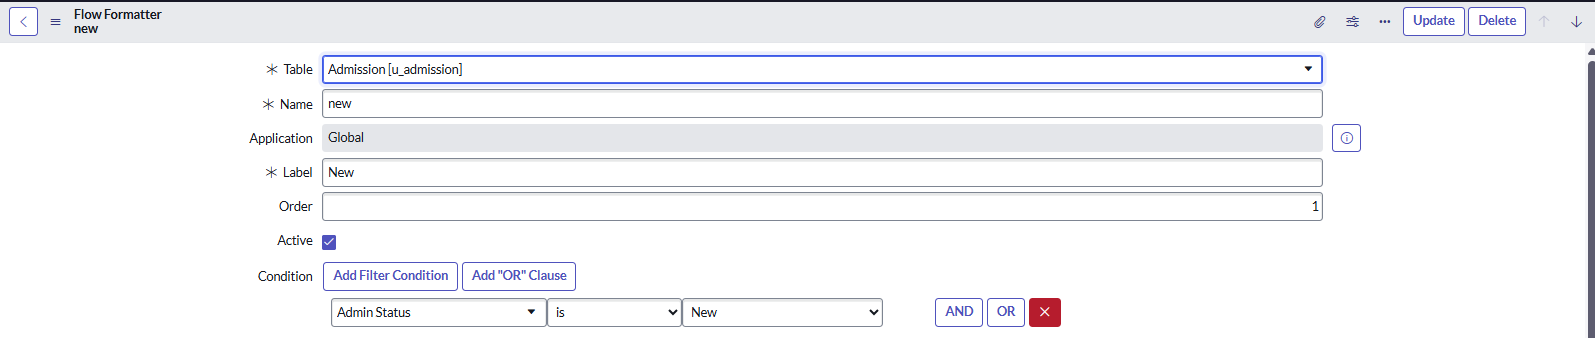 Flow Formatter
new
Update Delete
Table Admission [u_admission]
Name new
Application Global
Label New
Order 1
Active
Condition Add Filter Condition Add "OR" Clause
Admin Status is New AND OR